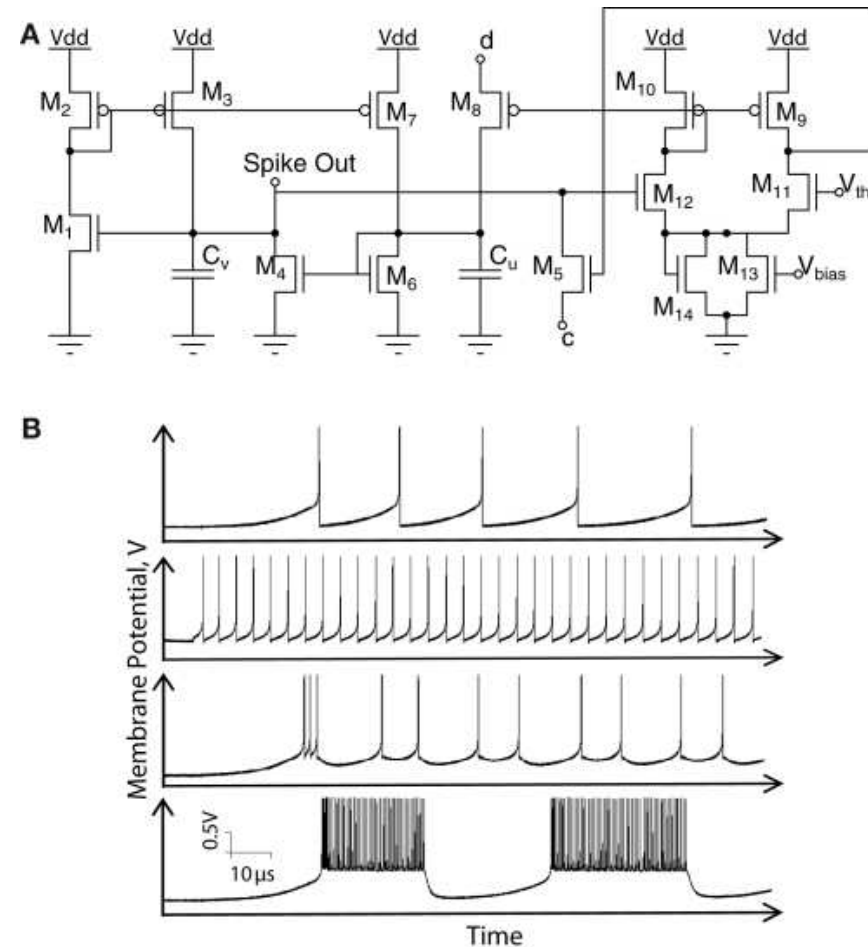 A
Vdd Vdd Vdd d Vdd Vdd
M10
M2 M3 M7 M8 M9
Spike Out
M12 M11 Vth
M1
Cv M4 M6 Cu M5 M13 Vbias
M14
c
B
Membrane Potential, V
0.5V
10µs
Time